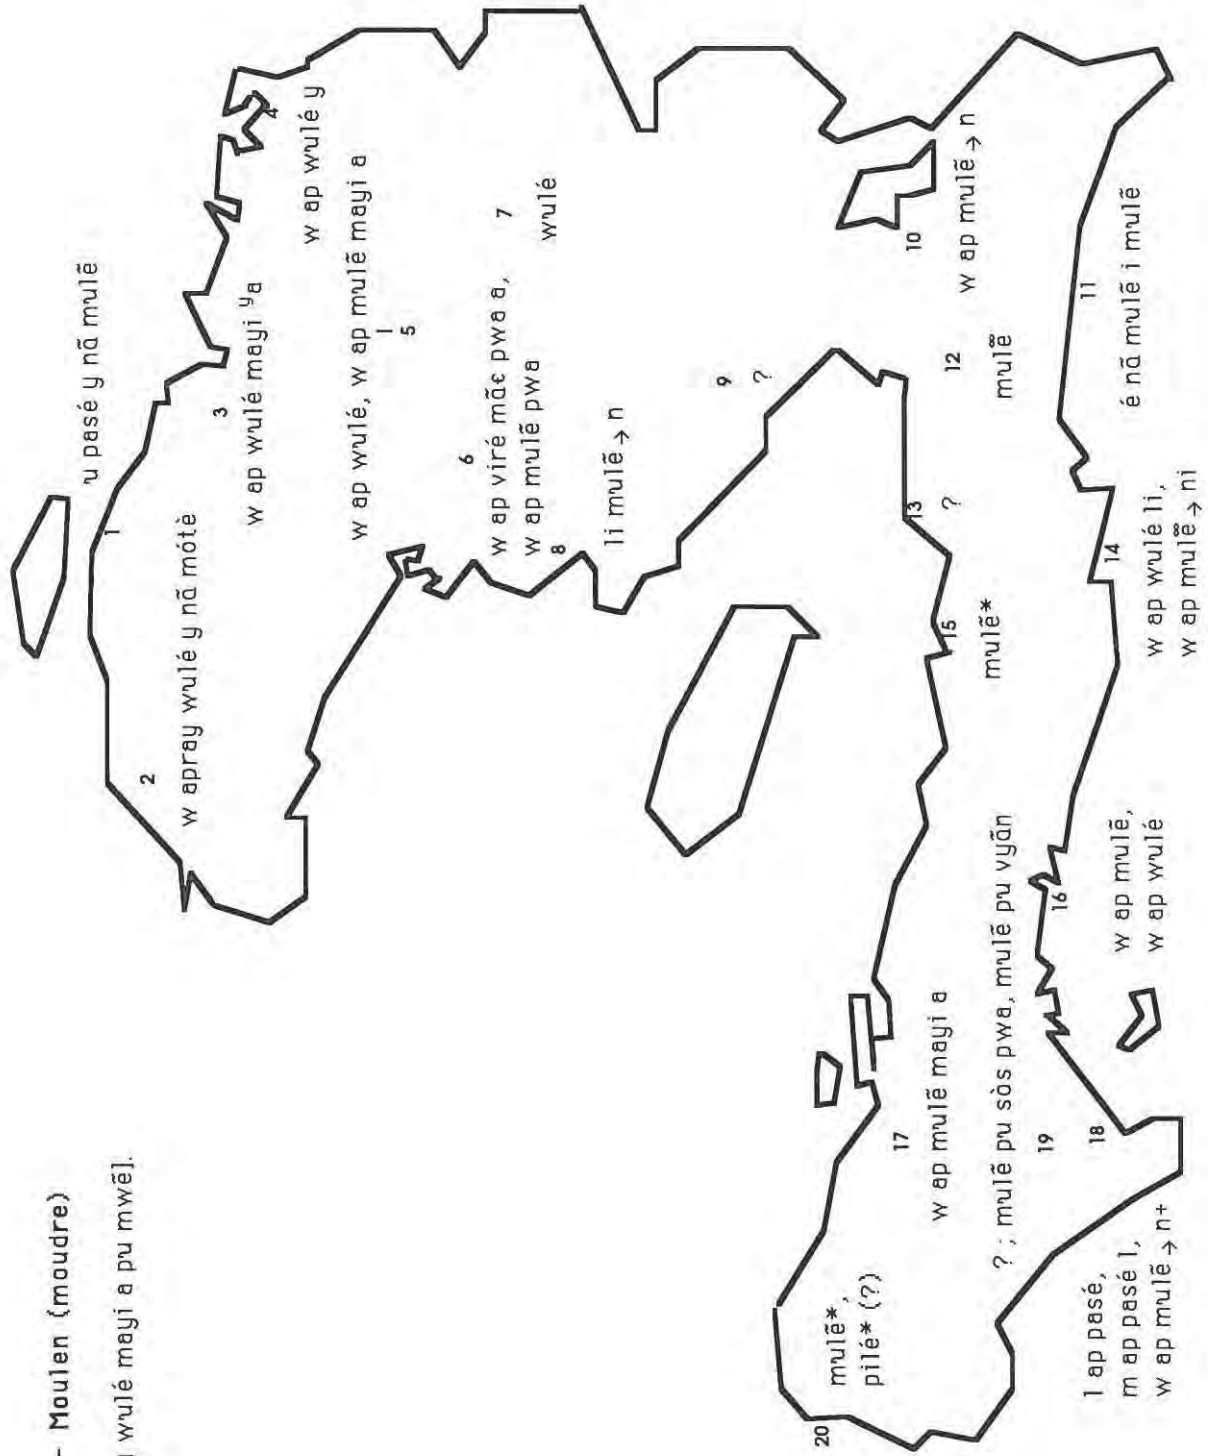 - Moulen (moudre)
wulé mayi a pu mwẽ].
1
u pasé y nã mulẽ
2
w apray wulé y nã mótè
3
w ap wulé mayi ʸa
4
w ap wulé y
w ap wulé, w ap mulẽ mayi a
5
6
w ap viré mãɛ pwa a,
w ap mulẽ pwa
7
wulé
8
li mulẽ → n
9
?
10
w ap mulẽ → n
11
é nã mulẽ i mulẽ
12
mulẽ
13
?
14
w ap wulé li,
w ap mulẽ → ni
15
mulẽ*
16
w ap mulẽ,
w ap wulé
17
w ap mulẽ mayi a
18
l ap pasé,
m ap pasé l,
w ap mulẽ → n+
19
? ; mulẽ pu sòs pwa, mulẽ pu vyãn
20
mulẽ*,
pilé* (?)